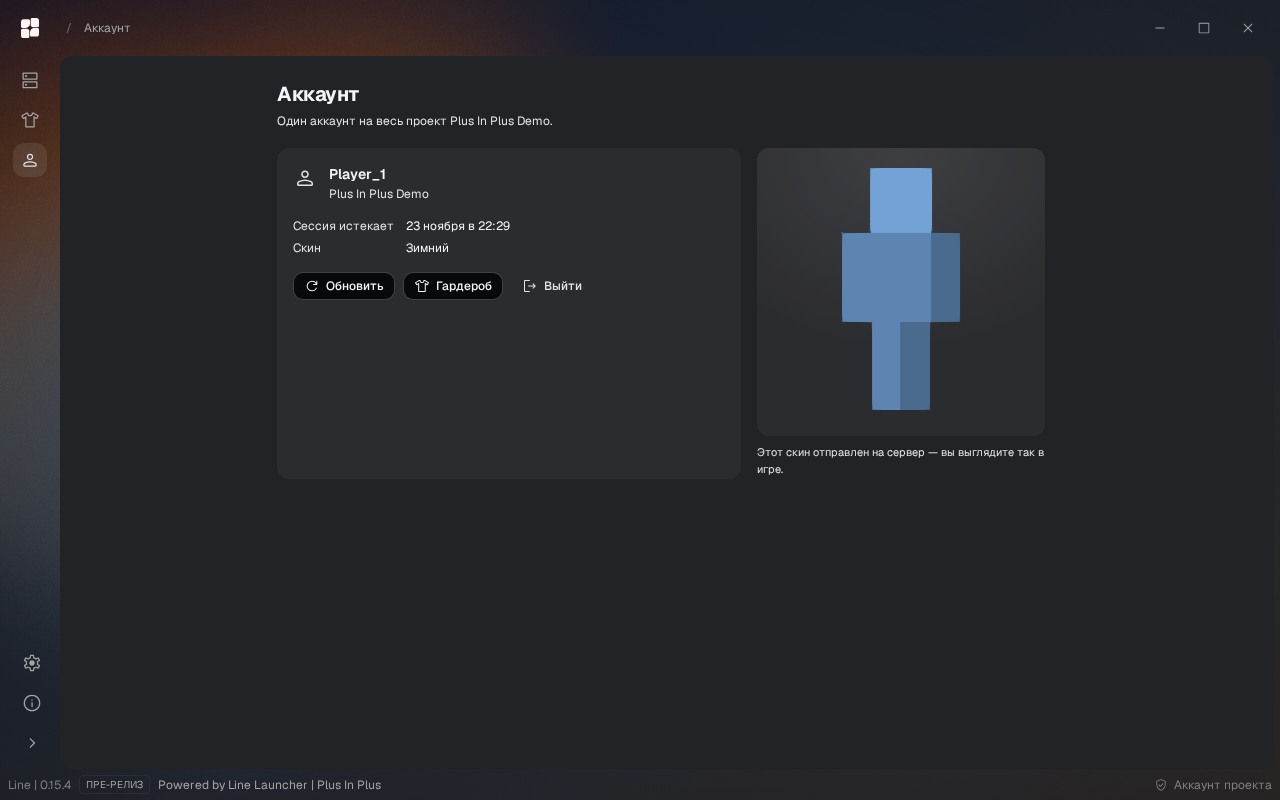 / Аккаунт
Аккаунт
Один аккаунт на весь проект Plus In Plus Demo.
Player_1
Plus In Plus Demo
Сессия истекает 23 ноября в 22:29
Скин Зимний
Обновить Гардероб Выйти
Этот скин отправлен на сервер — вы выглядите так в
игре.
Line | 0.15.4 ПРЕ-РЕЛИЗ Powered by Line Launcher | Plus In Plus Аккаунт проекта